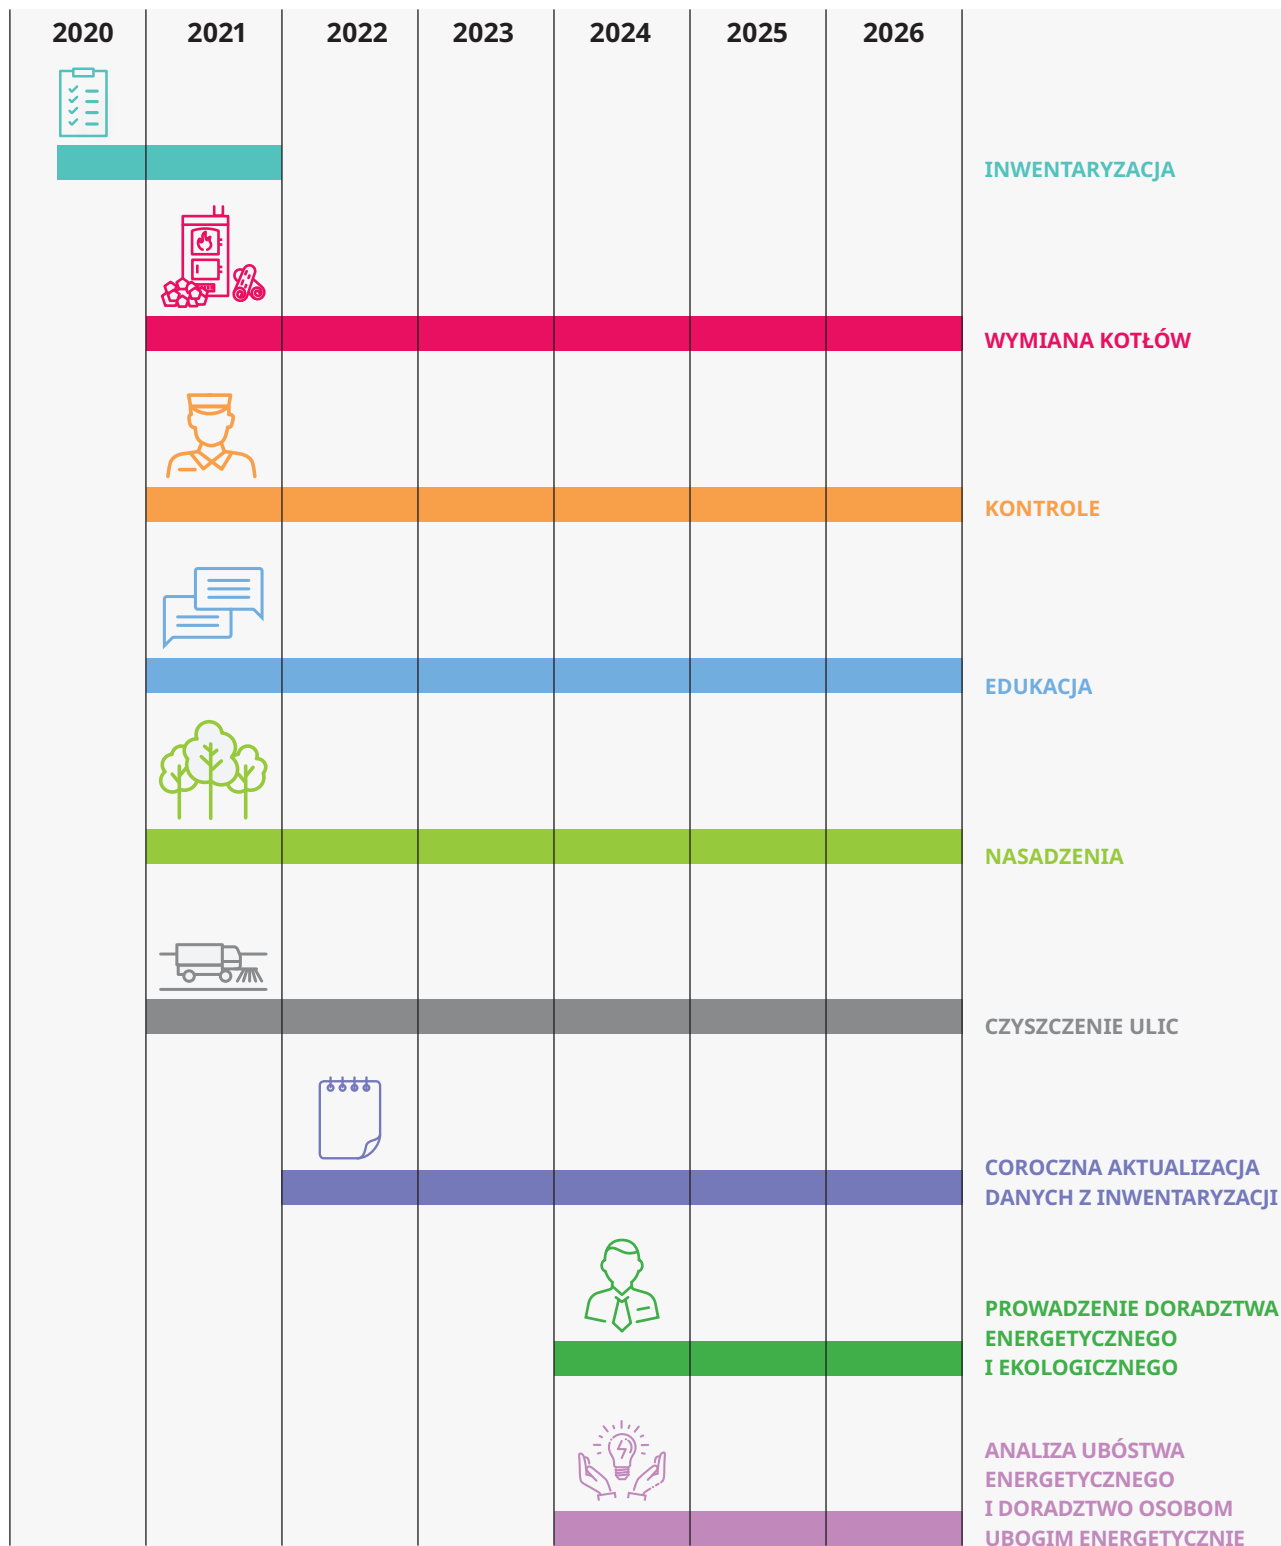 2020 2021 2022 2023 2024 2025 2026
INWENTARYZACJA
WYMIANA KOTŁÓW
KONTROLE
EDUKACJA
NASADZENIA
CZYSZCZENIE ULIC
COROCZNA AKTUALIZACJA
DANYCH Z INWENTARYZACJI
PROWADZENIE DORADZTWA
ENERGETYCZNEGO
I EKOLOGICZNEGO
ANALIZA UBÓSTWA
ENERGETYCZNEGO
I DORADZTWO OSOBOM
UBOGIM ENERGETYCZNIE